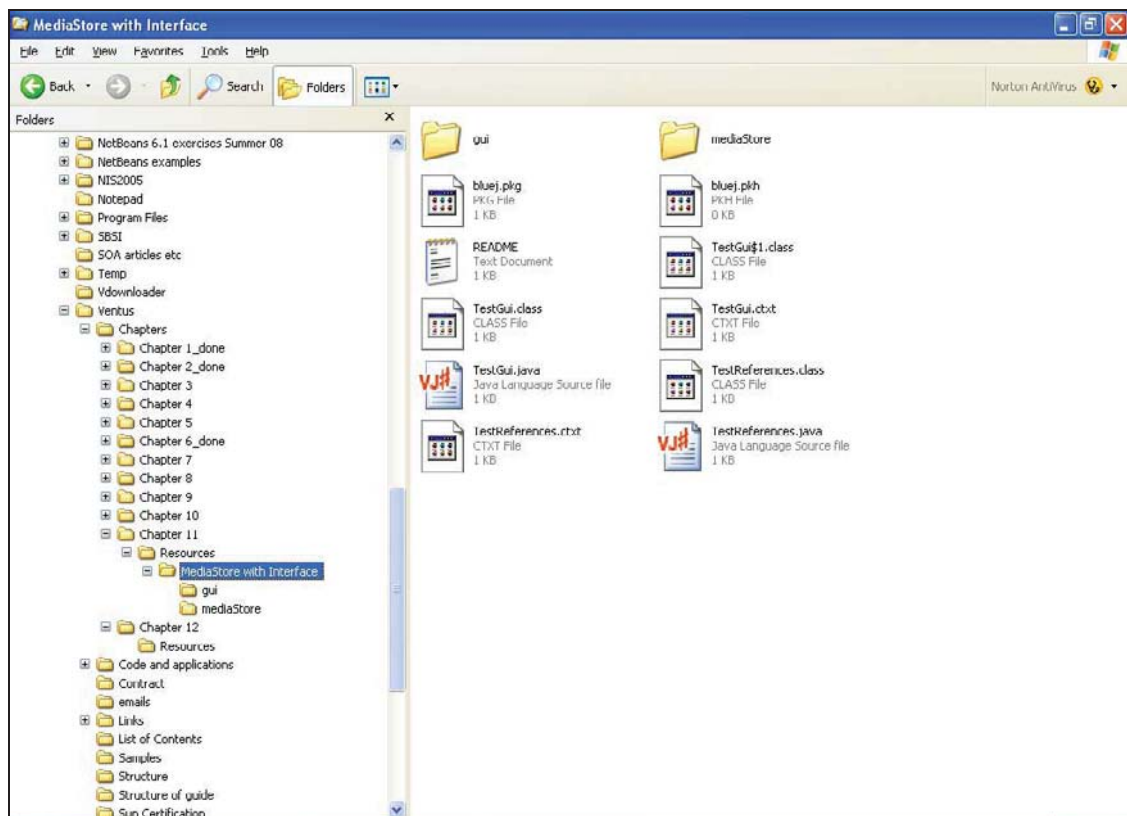 MediaStore with Interface
File Edit View Favorites Tools Help
Back Search Folders Norton AntiVirus
Folders
NetBeans 6.1 exercises Summer 08
NetBeans examples
NIS2005
Notepad
Program Files
SBSI
SOA articles etc
Temp
Vdownloader
Ventus
Chapters
Chapter 1_done
Chapter 2_done
Chapter 3
Chapter 4
Chapter 5
Chapter 6_done
Chapter 7
Chapter 8
Chapter 9
Chapter 10
Chapter 11
Resources
MediaStore with Interface
gui
mediaStore
Chapter 12
Resources
Code and applications
Contract
emails
Links
List of Contents
Samples
Structure
Structure of guide
Sun Certification
gui
mediaStore
bluej.pkg
PKG File
1 KB
bluej.pkh
PKH File
0 KB
README
Text Document
1 KB
TestGui$1.class
CLASS File
1 KB
TestGui.class
CLASS File
1 KB
TestGui.ctxt
CTXT File
1 KB
VJ#
TestGui.java
Java Language Source file
1 KB
TestReferences.class
CLASS File
1 KB
TestReferences.ctxt
CTXT File
1 KB
VJ#
TestReferences.java
Java Language Source file
1 KB